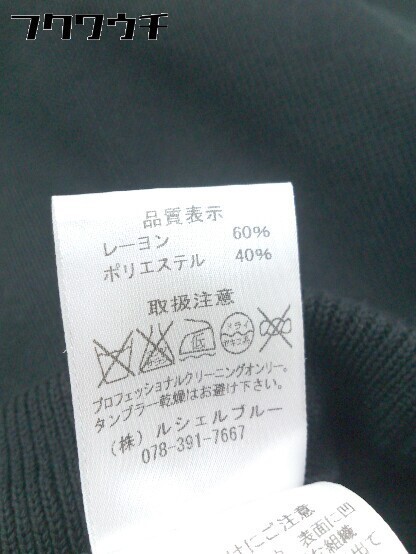 フクワウチ
品質表示
レーヨン 60%
ポリエステル 40%
取扱注意
低
ドライ
セキユ系
プロフェッショナルクリーニングオンリー。
タンブラー乾燥はお避け下さい。
(株) ルシェルブルー
078-391-7667
けにご注意
表面に凹
組織
出て